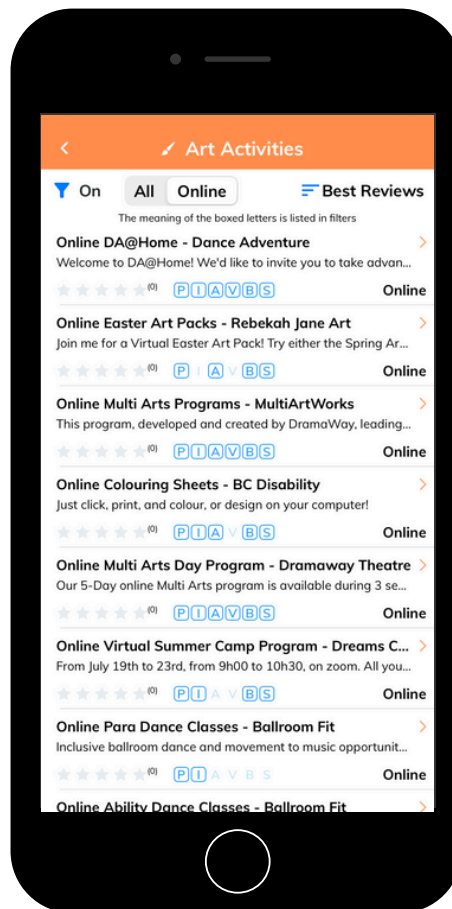 Art Activities
On All Online Best Reviews
The meaning of the boxed letters is listed in filters
Online DA@Home - Dance Adventure
Welcome to DA@Home! We'd like to invite you to take advan...
(0) P I A V B S Online
Online Easter Art Packs - Rebekah Jane Art
Join me for a Virtual Easter Art Pack! Try either the Spring Ar...
(0) P I A V B S Online
Online Multi Arts Programs - MultiArtWorks
This program, developed and created by DramaWay, leading...
(0) P I A V B S Online
Online Colouring Sheets - BC Disability
Just click, print, and colour, or design on your computer!
(0) P I A V B S Online
Online Multi Arts Day Program - Dramaway Theatre
Our 5-Day online Multi Arts program is available during 3 se...
(0) P I A V B S Online
Online Virtual Summer Camp Program - Dreams C...
From July 19th to 23rd, from 9h00 to 10h30, on zoom. All you...
(0) P I A V B S Online
Online Para Dance Classes - Ballroom Fit
Inclusive ballroom dance and movement to music opportunit...
(0) P I A V B S Online
Online Ability Dance Classes - Ballroom Fit